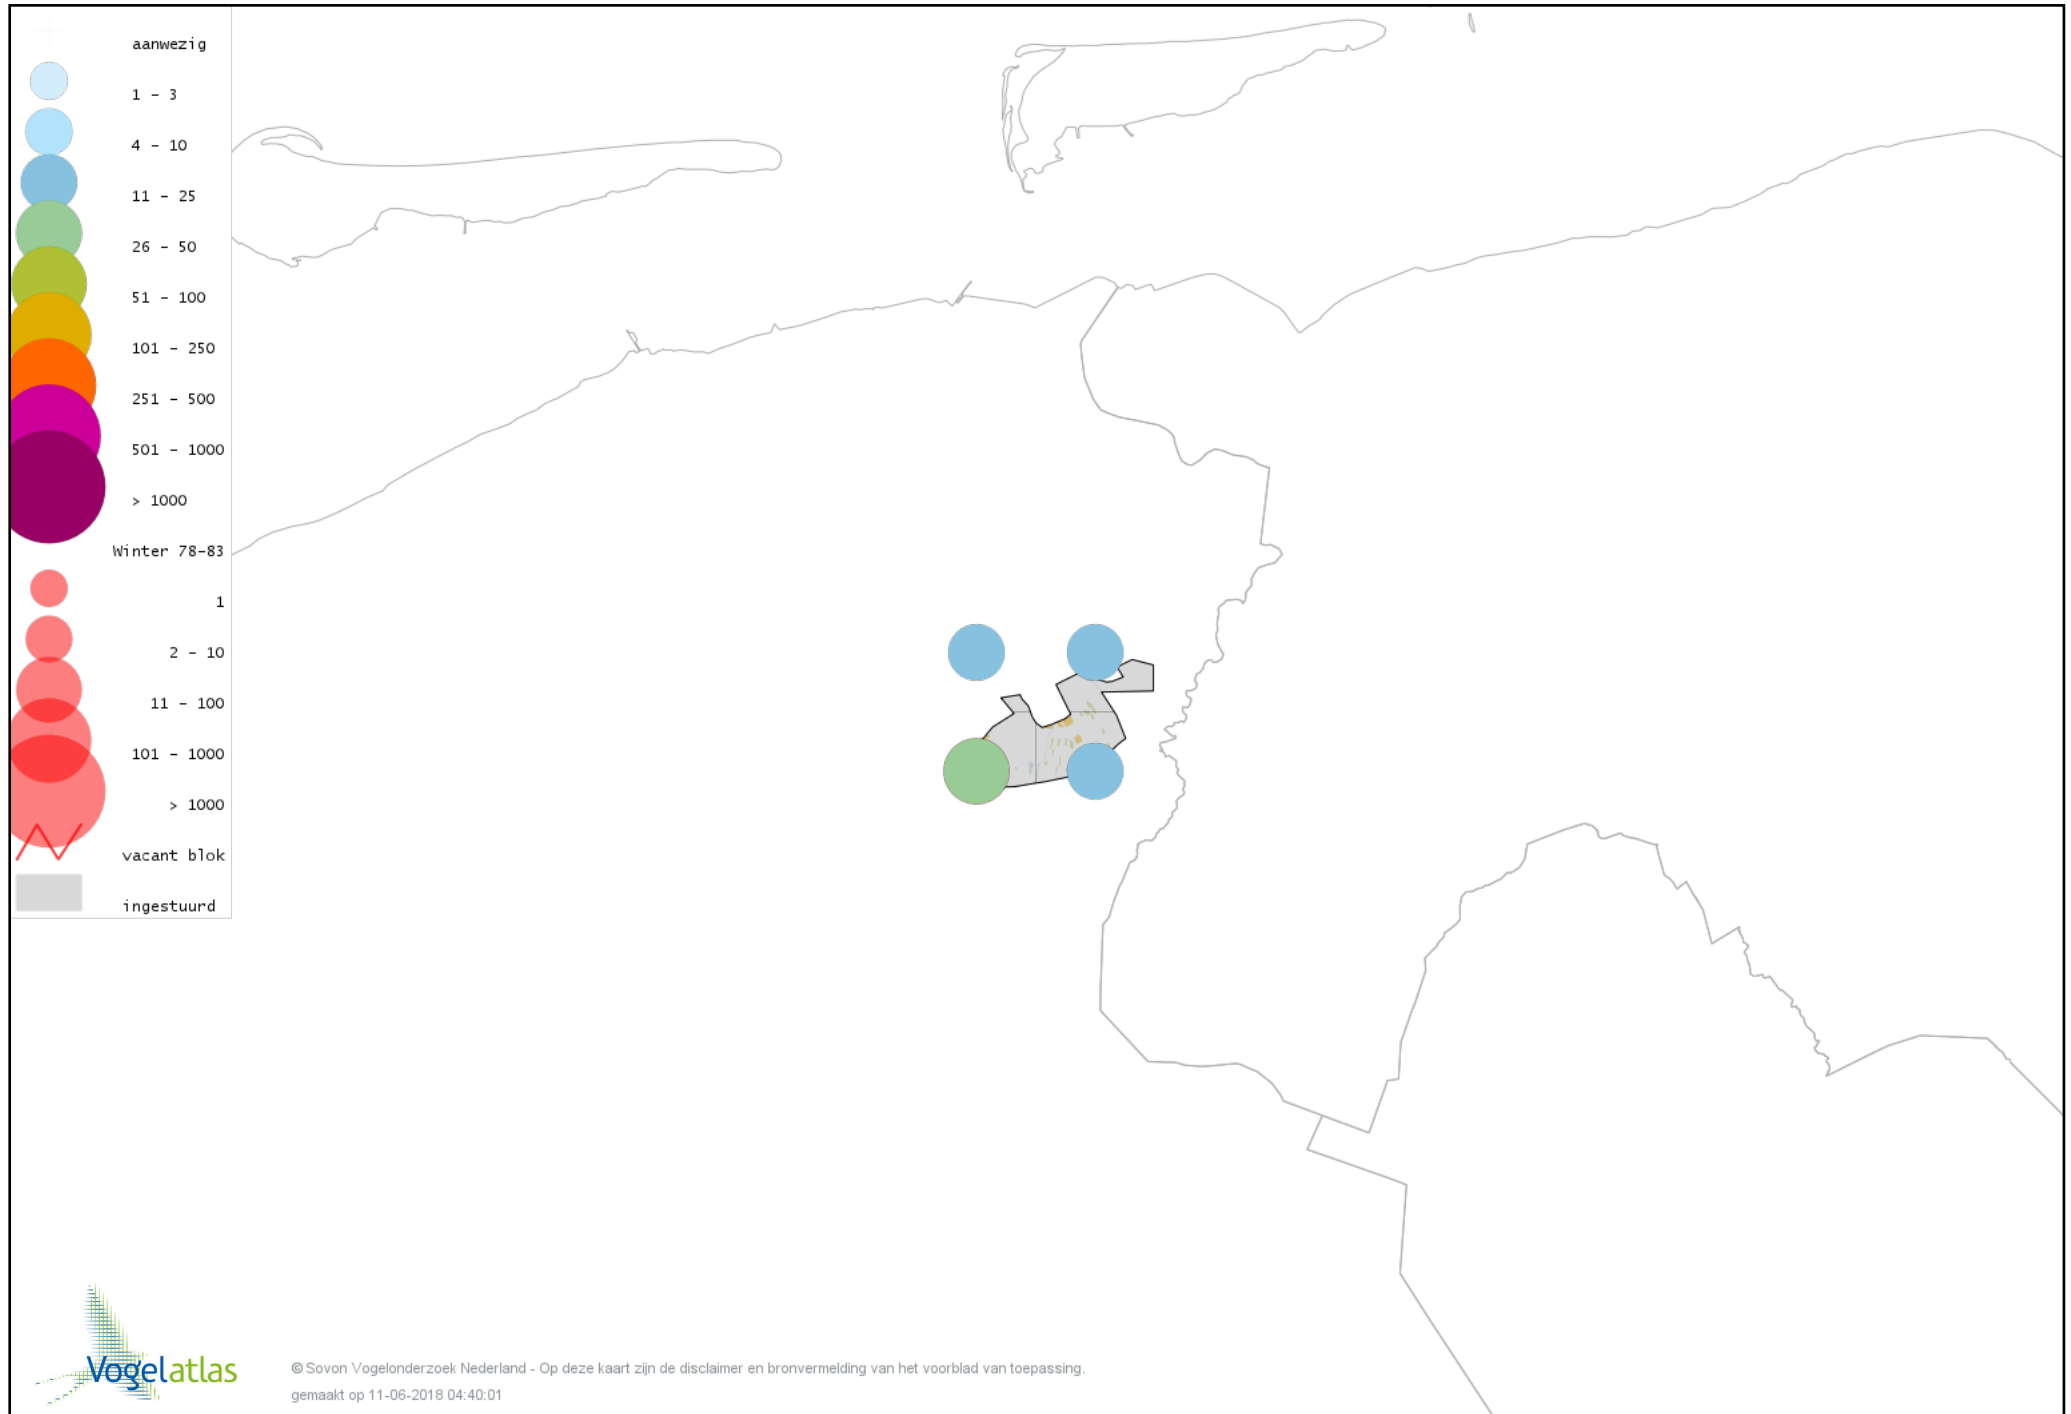 aanwezig
1 - 3
4 - 10
11 - 25
26 - 50
51 - 100
101 - 250
251 - 500
501 - 1000
> 1000
Winter 78-83
1
2 - 10
11 - 100
101 - 1000
> 1000
vacant blok
ingestuurd
Vogelatlas
© Sovon Vogelonderzoek Nederland - Op deze kaart zijn de disclaimer en bronvermelding van het voorblad van toepassing.
gemaakt op 11-06-2018 04:40:01